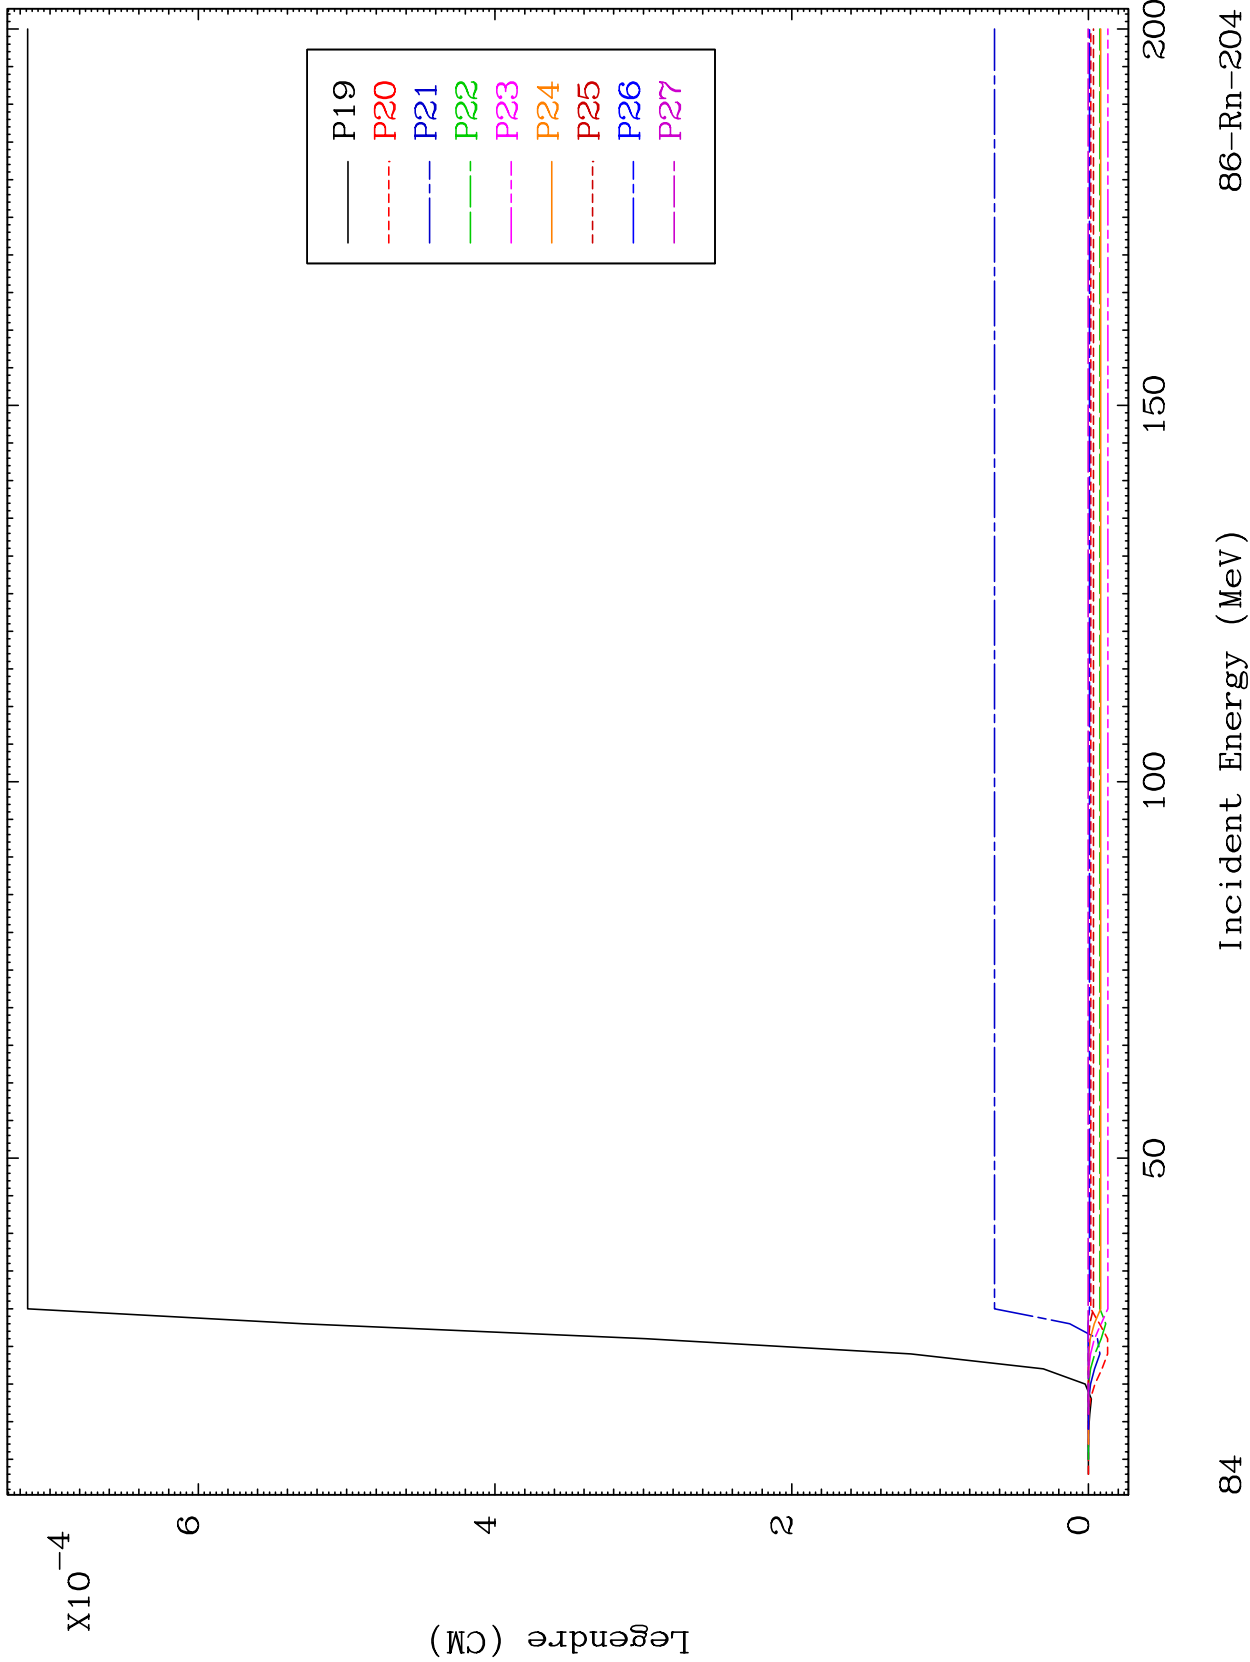 X10
-4
6
4
2
0
Legendre (CM)
P19
P20
P21
P22
P23
P24
P25
P26
P27
50
100
150
200
Incident Energy (MeV)
84
86-Rn-204